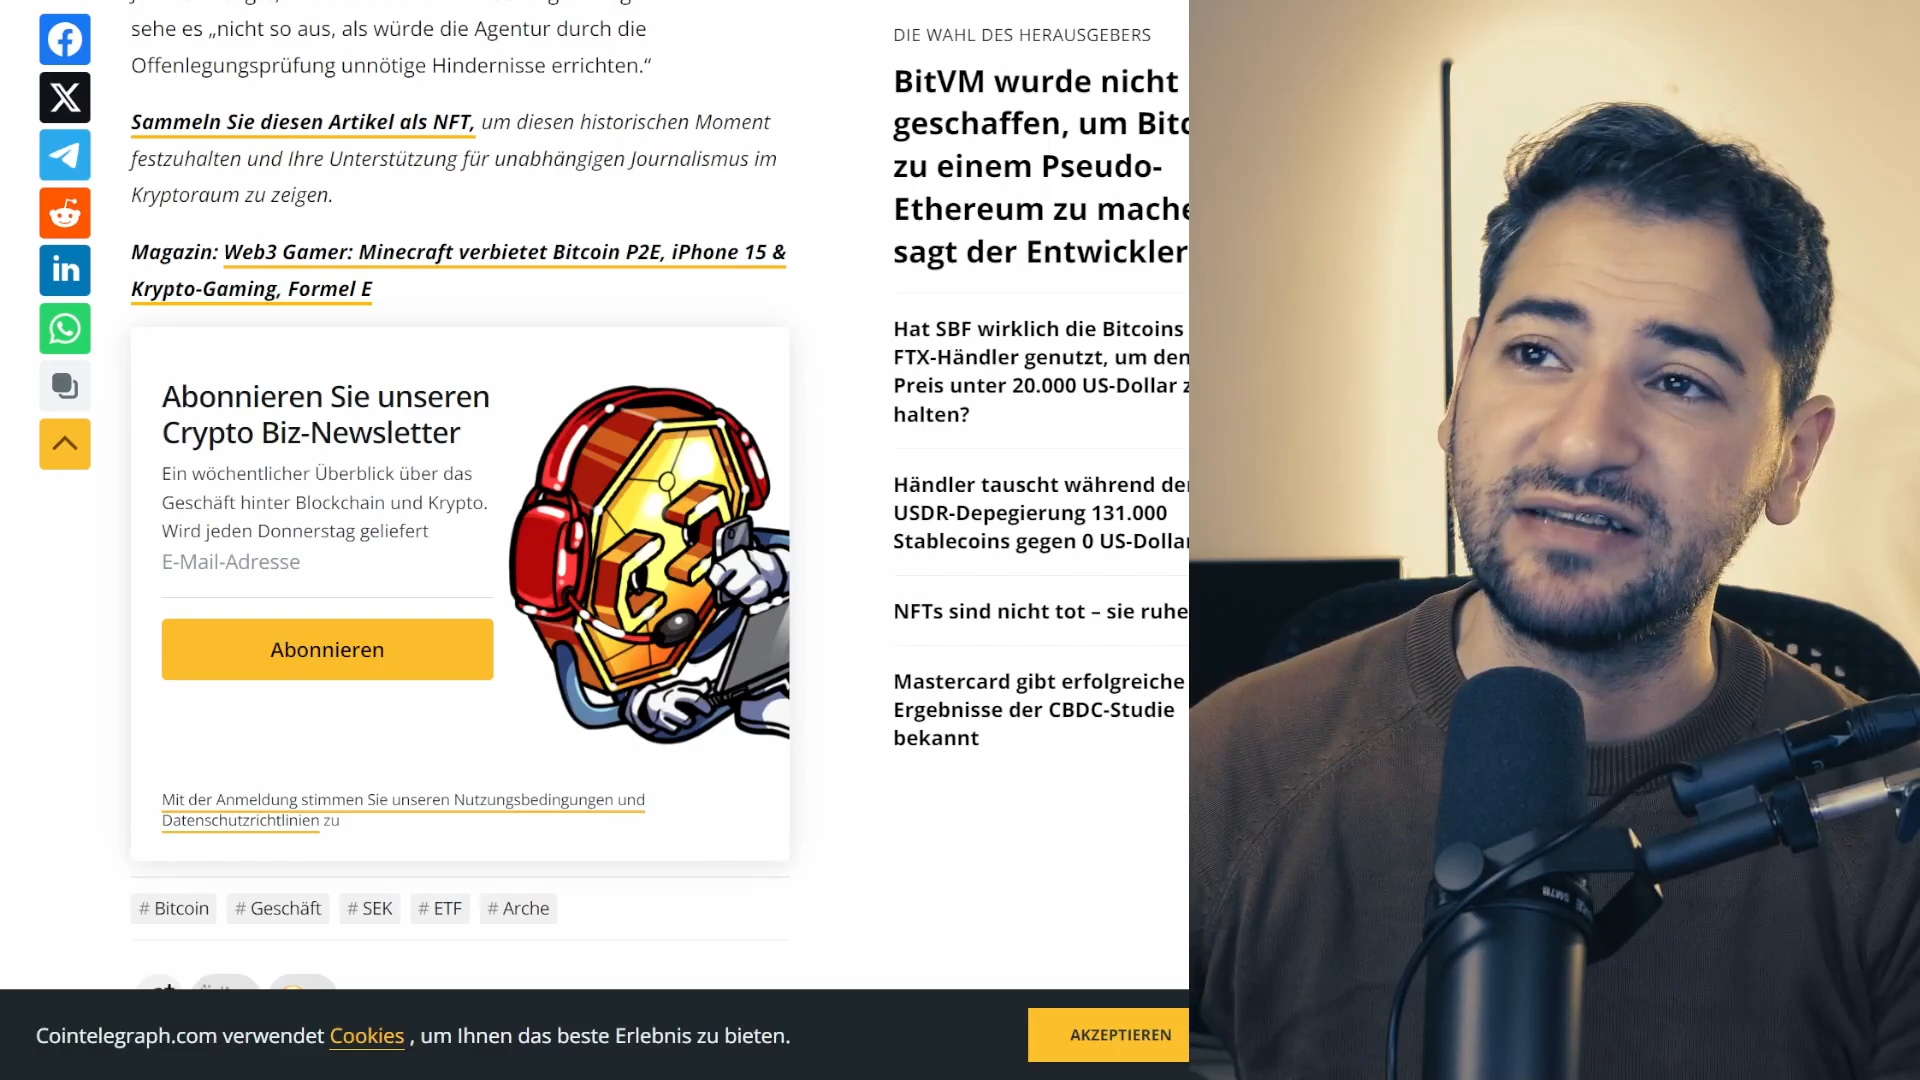 sehe es „nicht so aus, als würde die Agentur durch die
Offenlegungsprüfung unnötige Hindernisse errichten.“
Sammeln Sie diesen Artikel als NFT, um diesen historischen Moment
festzuhalten und Ihre Unterstützung für unabhängigen Journalismus im
Kryptoraum zu zeigen.
Magazin: Web3 Gamer: Minecraft verbietet Bitcoin P2E, iPhone 15 &
Krypto-Gaming, Formel E
Abonnieren Sie unseren
Crypto Biz-Newsletter
Ein wöchentlicher Überblick über das
Geschäft hinter Blockchain und Krypto.
Wird jeden Donnerstag geliefert
E-Mail-Adresse
Abonnieren
Mit der Anmeldung stimmen Sie unseren Nutzungsbedingungen und
Datenschutzrichtlinien zu
# Bitcoin # Geschäft # SEK # ETF # Arche
DIE WAHL DES HERAUSGEBERS
BitVM wurde nicht
geschaffen, um Bitc
zu einem Pseudo-
Ethereum zu mache
sagt der Entwickler
Hat SBF wirklich die Bitcoins
FTX-Händler genutzt, um den
Preis unter 20.000 US-Dollar z
halten?
Händler tauscht während der
USDR-Depegierung 131.000
Stablecoins gegen 0 US-Dollar
NFTs sind nicht tot – sie ruhe
Mastercard gibt erfolgreiche
Ergebnisse der CBDC-Studie
bekannt
Cointelegraph.com verwendet Cookies , um Ihnen das beste Erlebnis zu bieten.
AKZEPTIEREN
SM7B